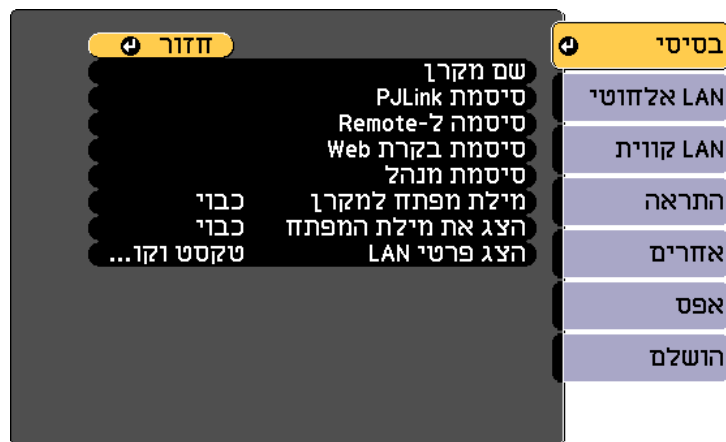 בסיסי
LAN אלחוטי
LAN קווית
התראה
אחרים
אפס
הושלם
חזור
שם מקרן
סיסמת PJLink
סיסמה ל-Remote
סיסמת בקרת Web
סיסמת מנהל
מילת מפתח למקרן כבוי
הצג את מילת המפתח כבוי
הצג פרטי LAN טקסט וקו...